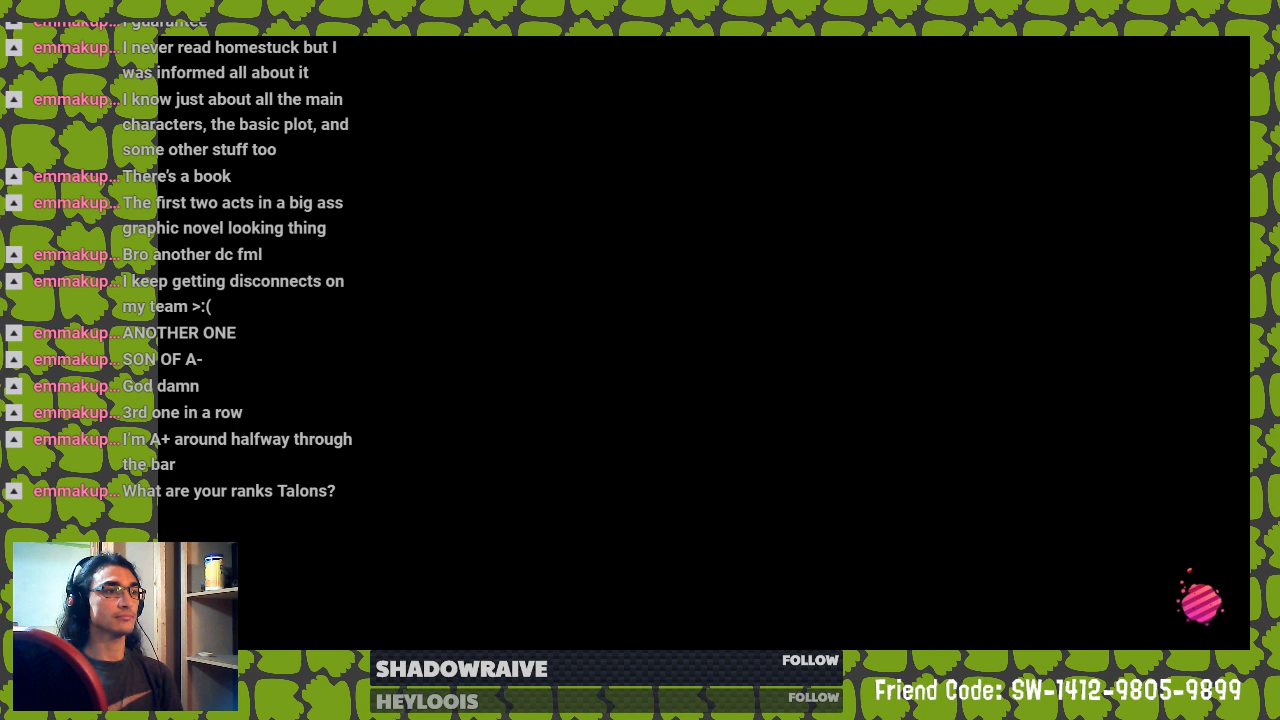 emmakup... I guarantee
emmakup... I never read homestuck but I
was informed all about it
emmakup... I know just about all the main
characters, the basic plot, and
some other stuff too
emmakup... There's a book
emmakup... The first two acts in a big ass
graphic novel looking thing
emmakup... Bro another dc fml
emmakup... I keep getting disconnects on
my team >:(
emmakup... ANOTHER ONE
emmakup... SON OF A-
emmakup... God damn
emmakup... 3rd one in a row
emmakup... I'm A+ around halfway through
the bar
emmakup... What are your ranks Talons?
SHADOWRAIVE FOLLOW
HEYLOOIS FOLLOW
Friend Code: SW-1412-9805-9899